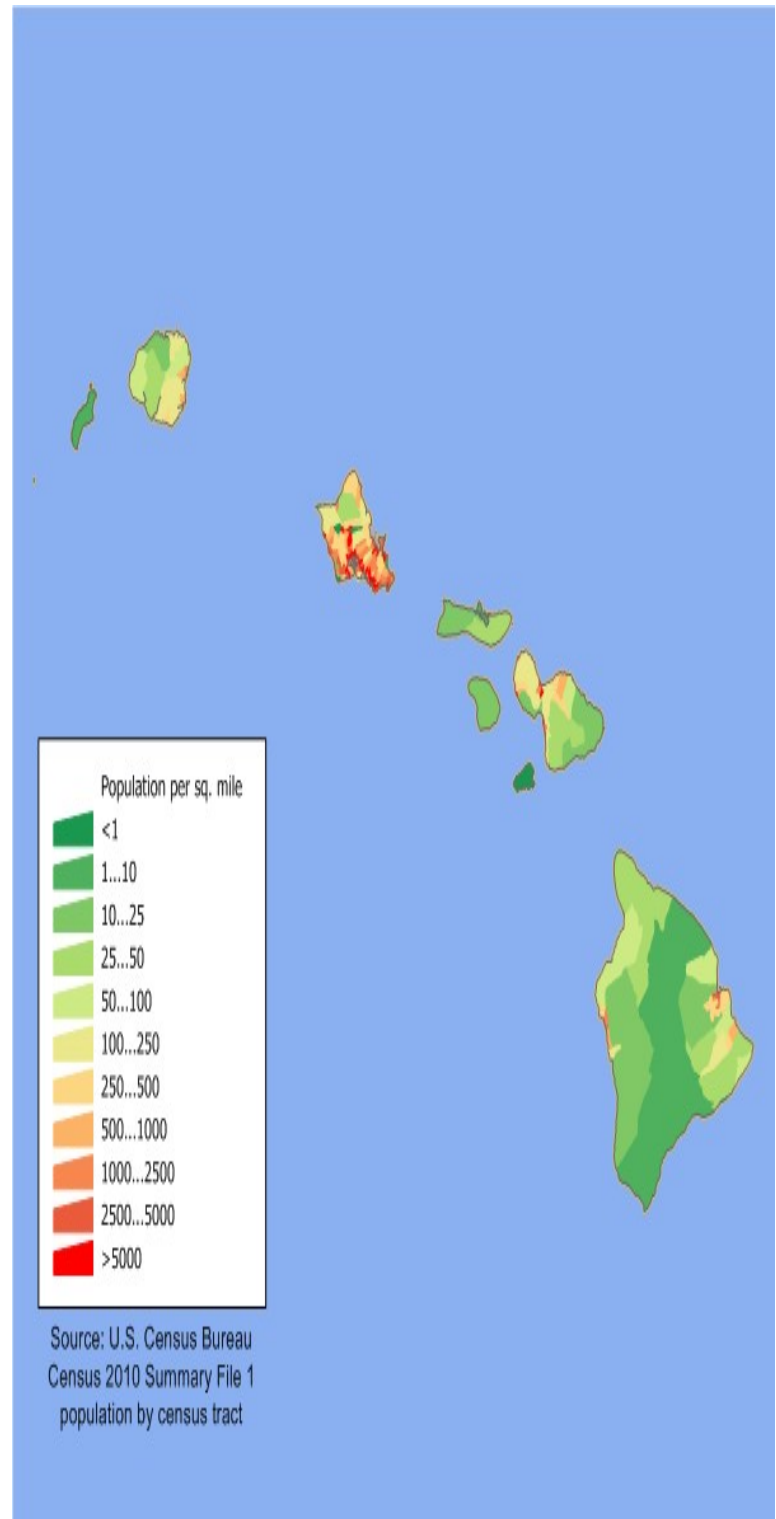 Population per sq. mile
<1
1...10
10...25
25...50
50...100
100...250
250...500
500...1000
1000...2500
2500...5000
>5000
Source: U.S. Census Bureau
Census 2010 Summary File 1
population by census tract